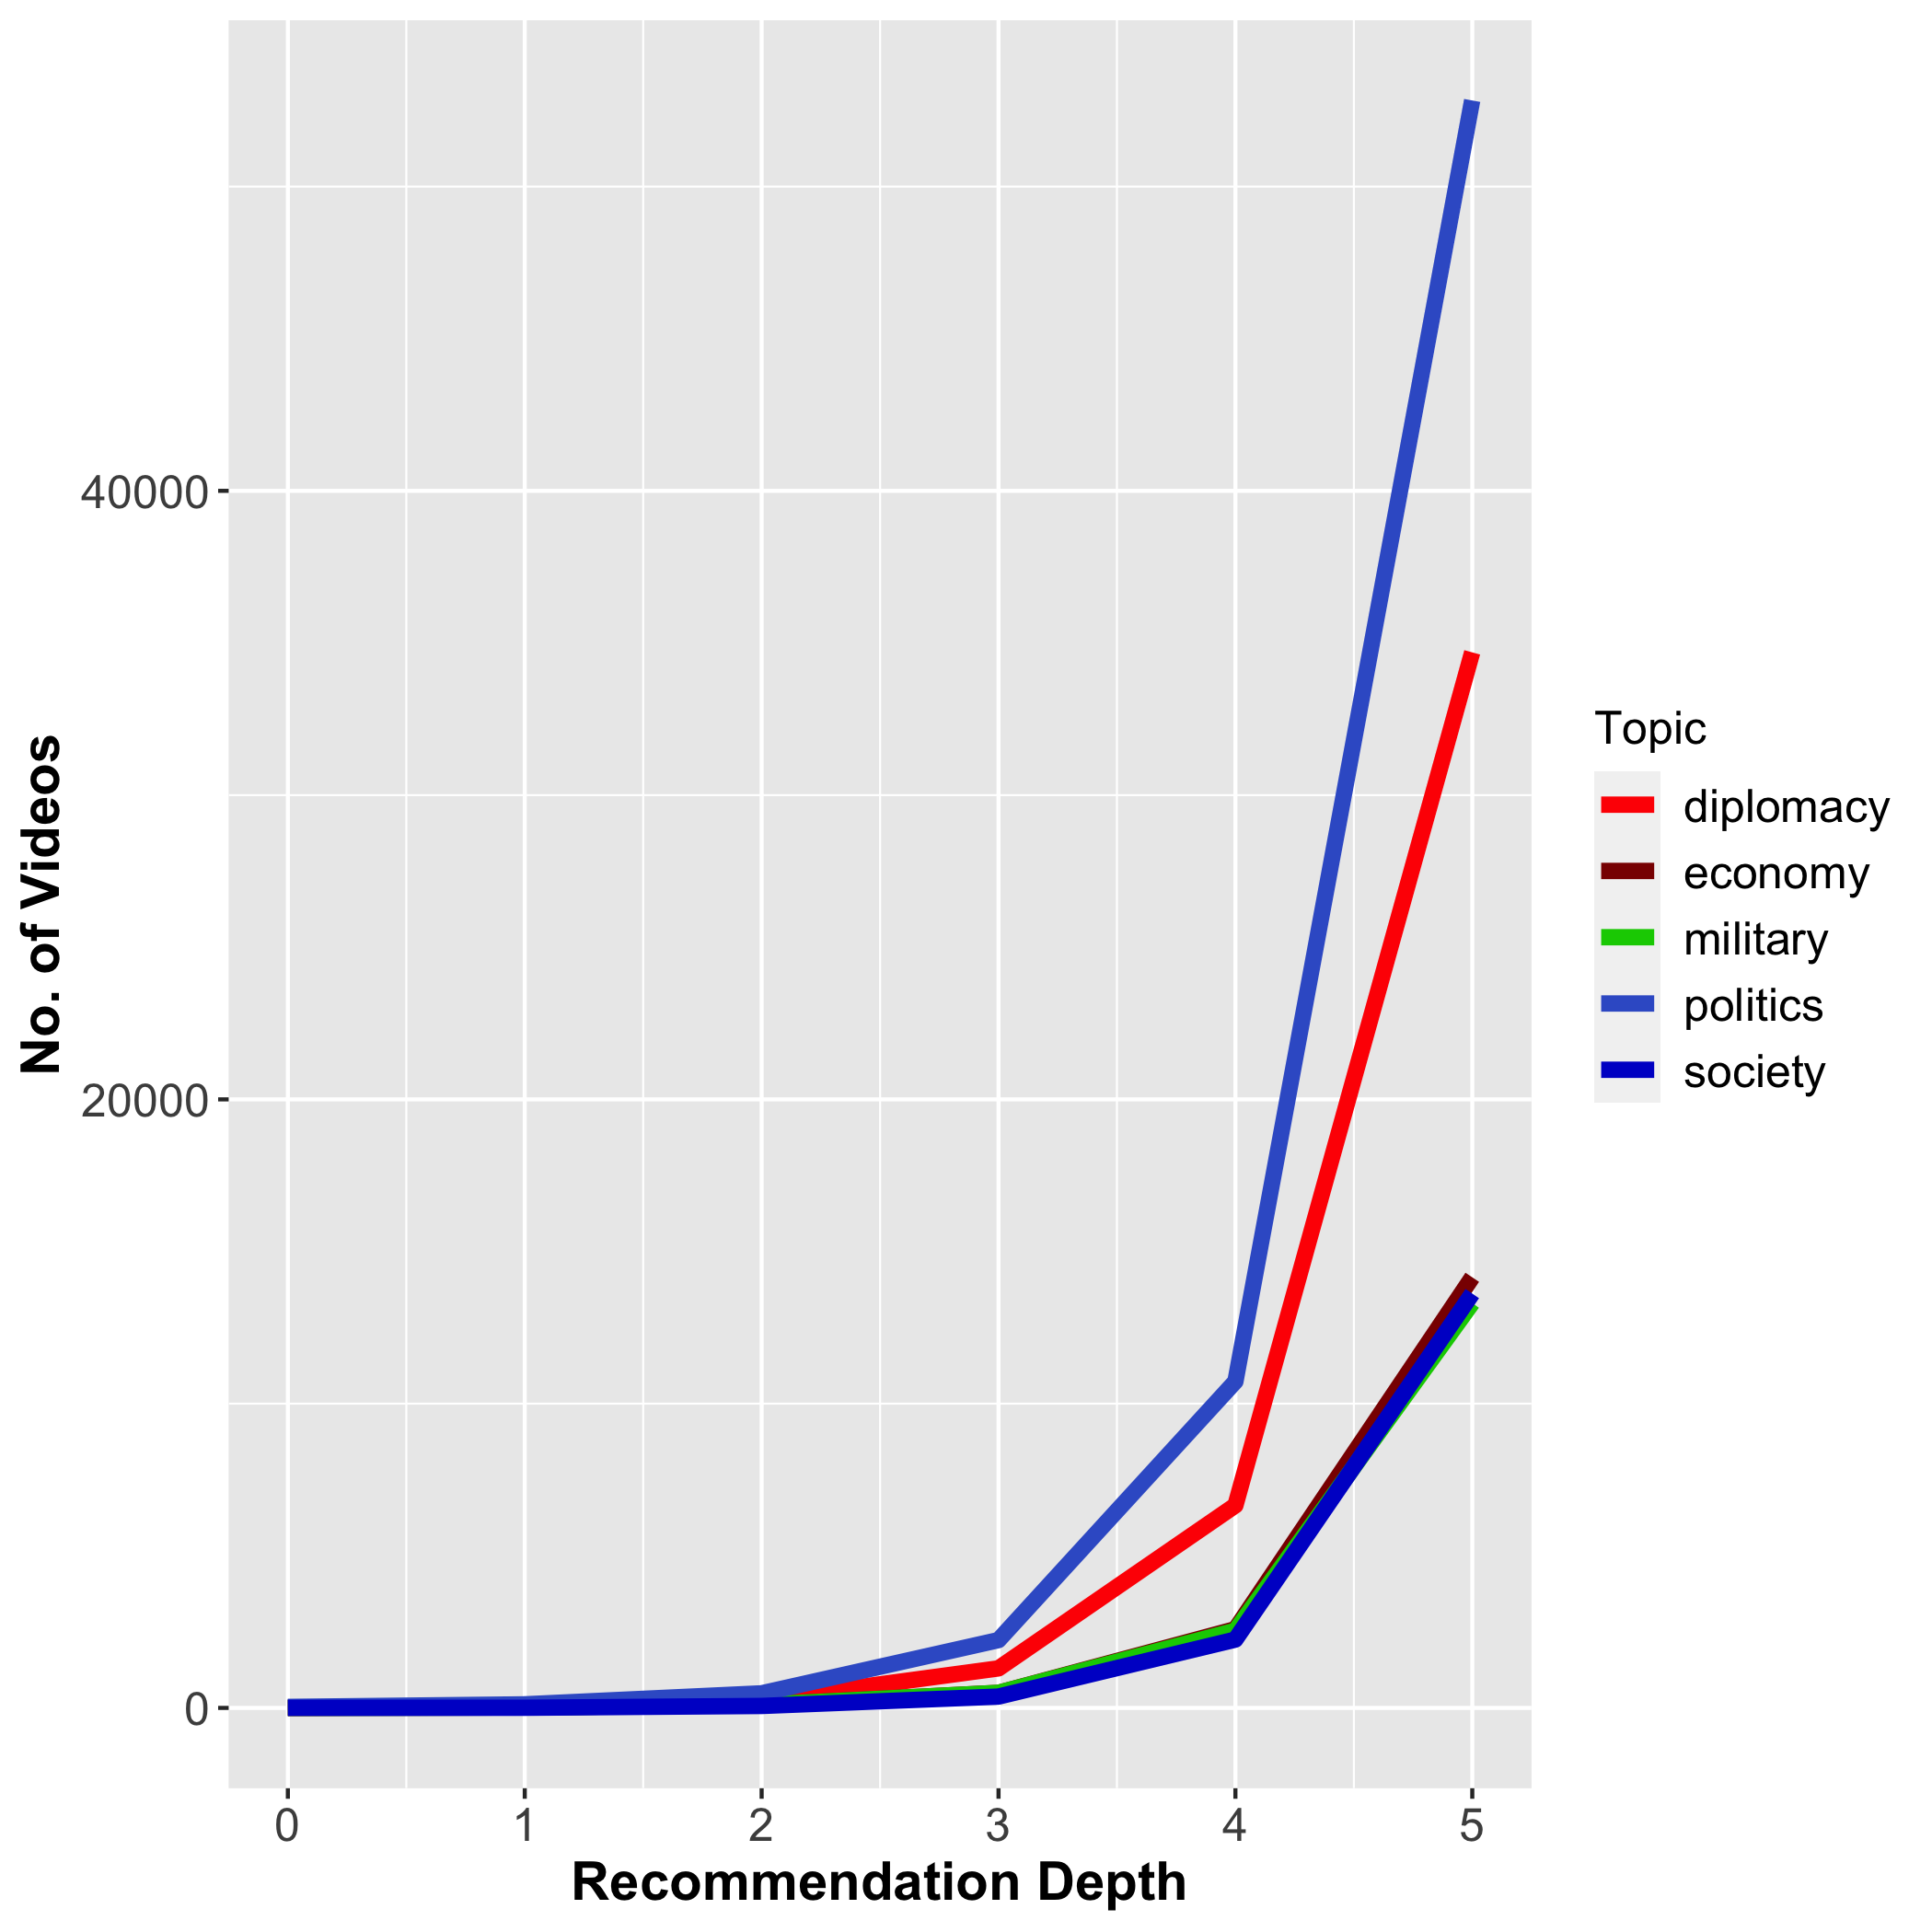 No. of Videos
40000
20000
0
0 1 2 3 4 5
Recommendation Depth
Topic
diplomacy
economy
military
politics
society